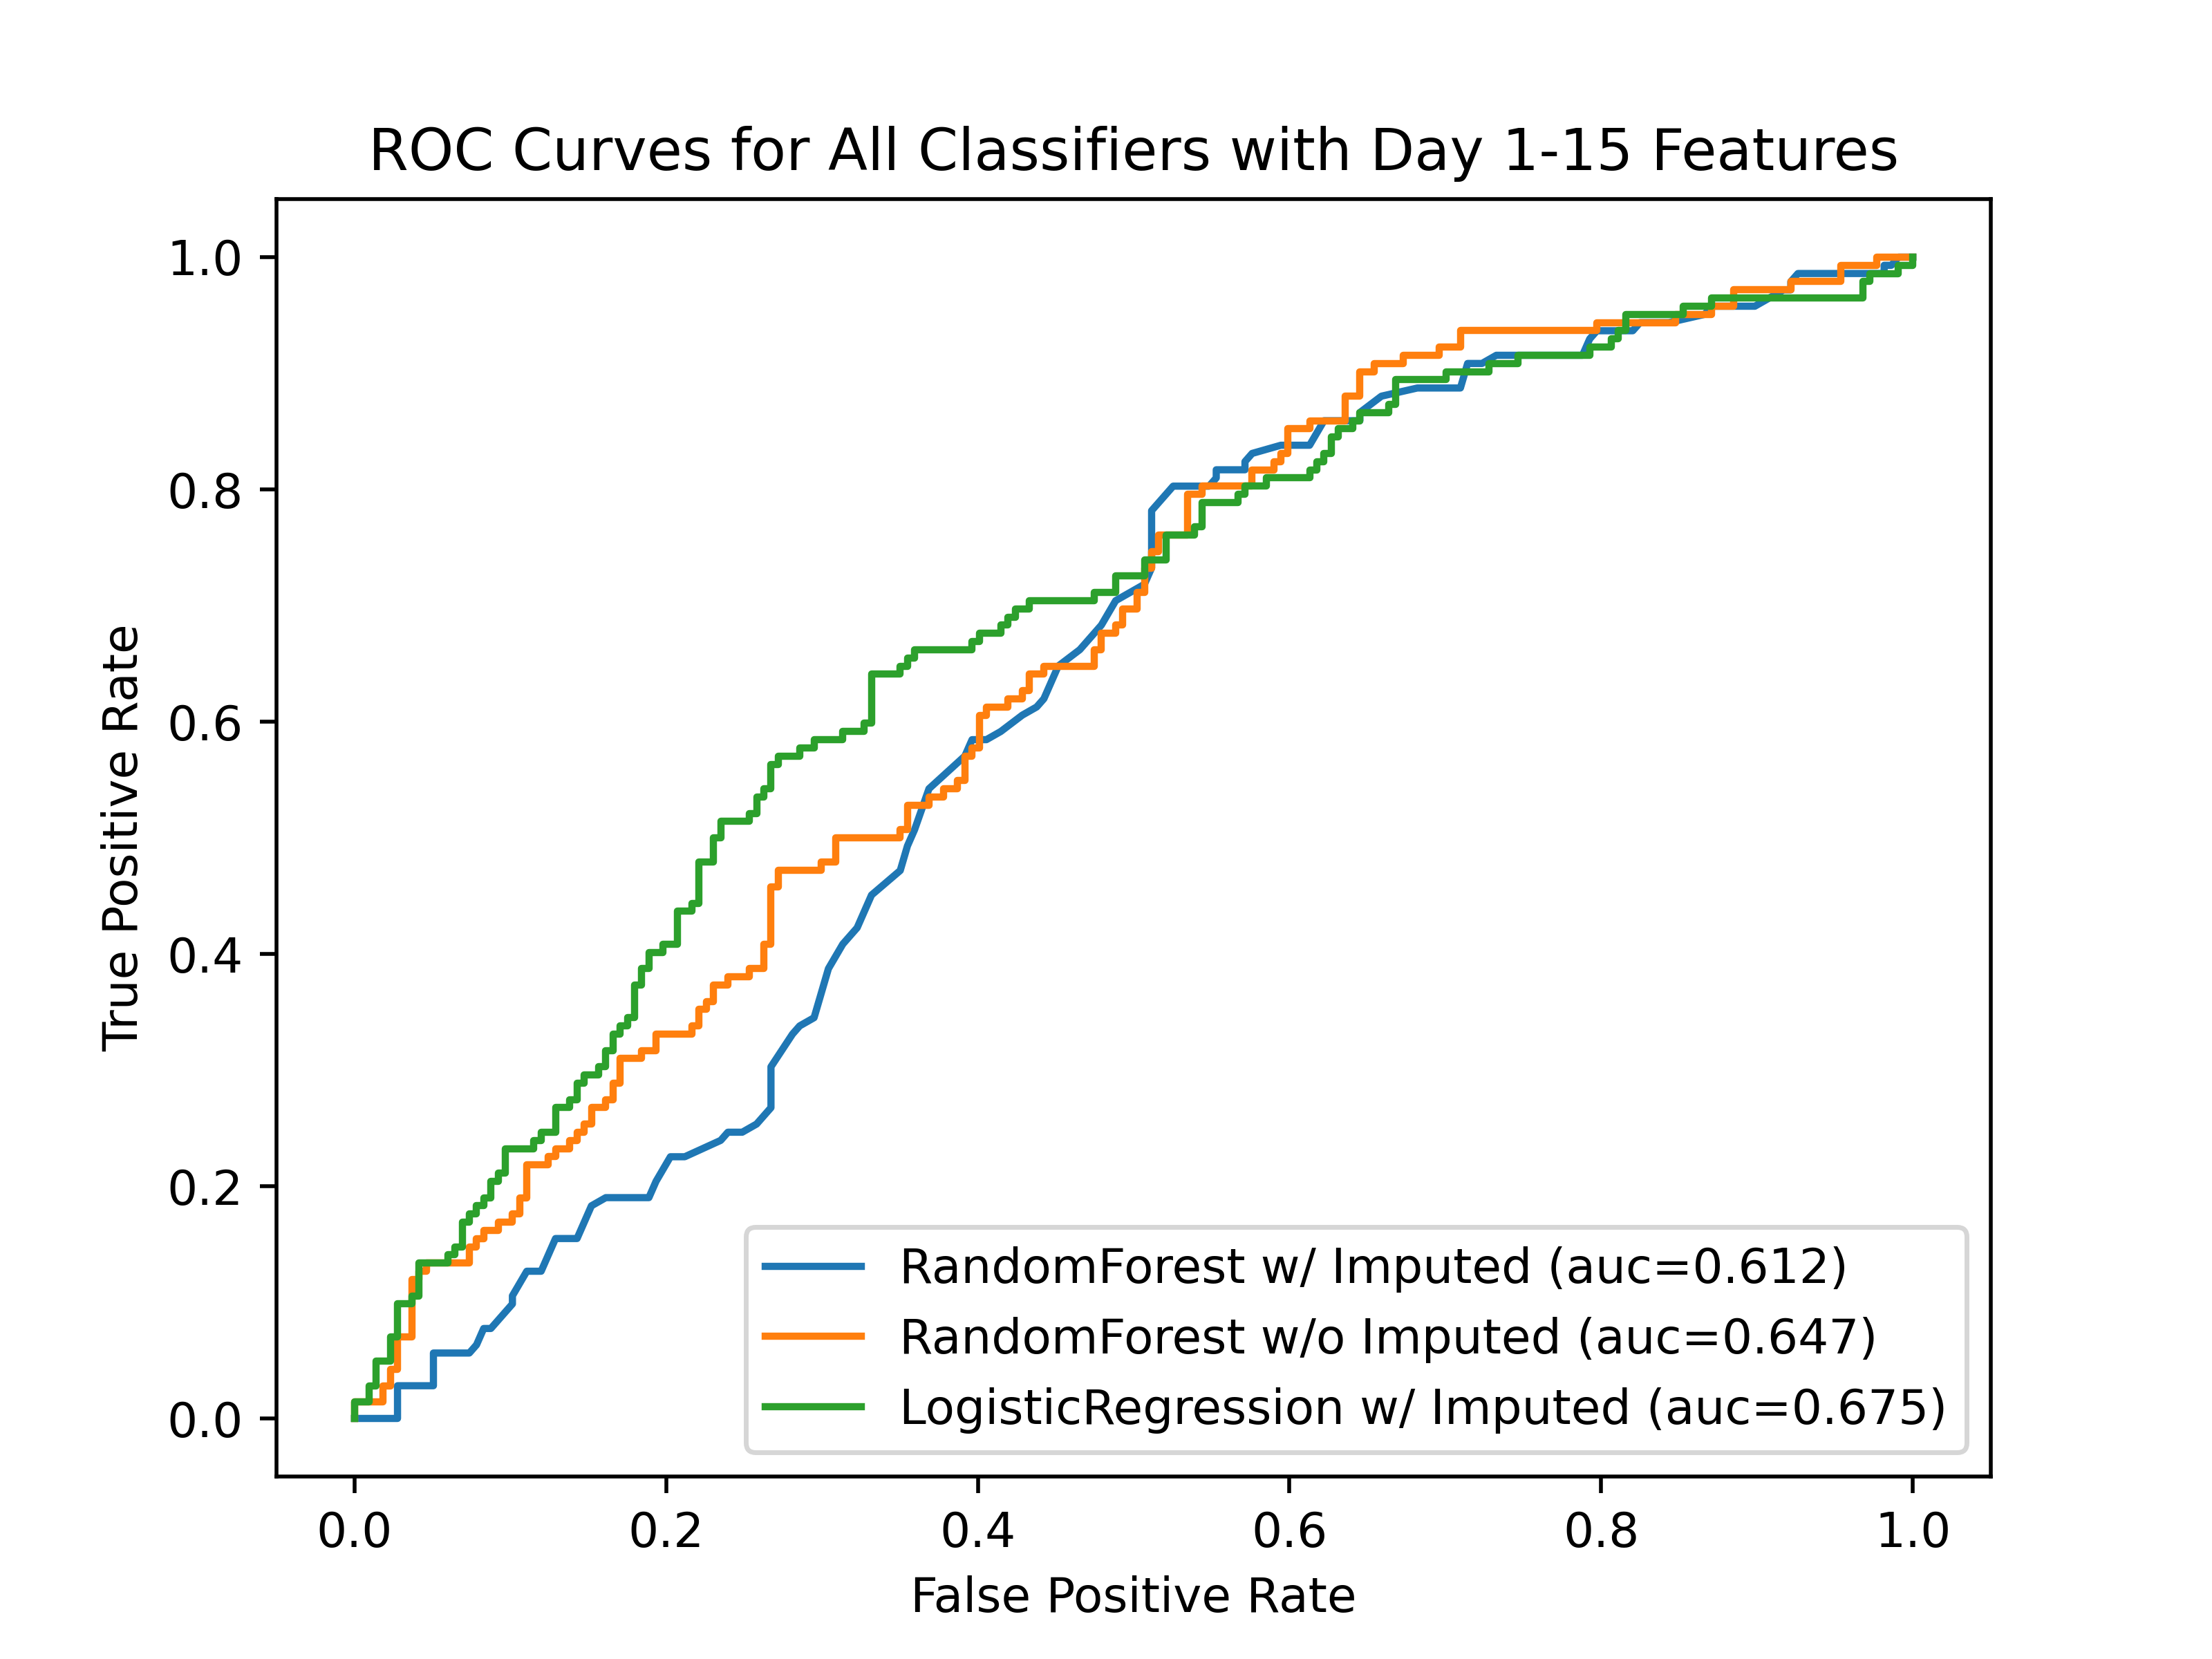 ROC Curves for All Classifiers with Day 1-15 Features
1.0
0.8
0.6
0.4
0.2
0.0
True Positive Rate
RandomForest w/ Imputed (auc=0.612)
RandomForest w/o Imputed (auc=0.647)
LogisticRegression w/ Imputed (auc=0.675)
0.0 0.2 0.4 0.6 0.8 1.0
False Positive Rate